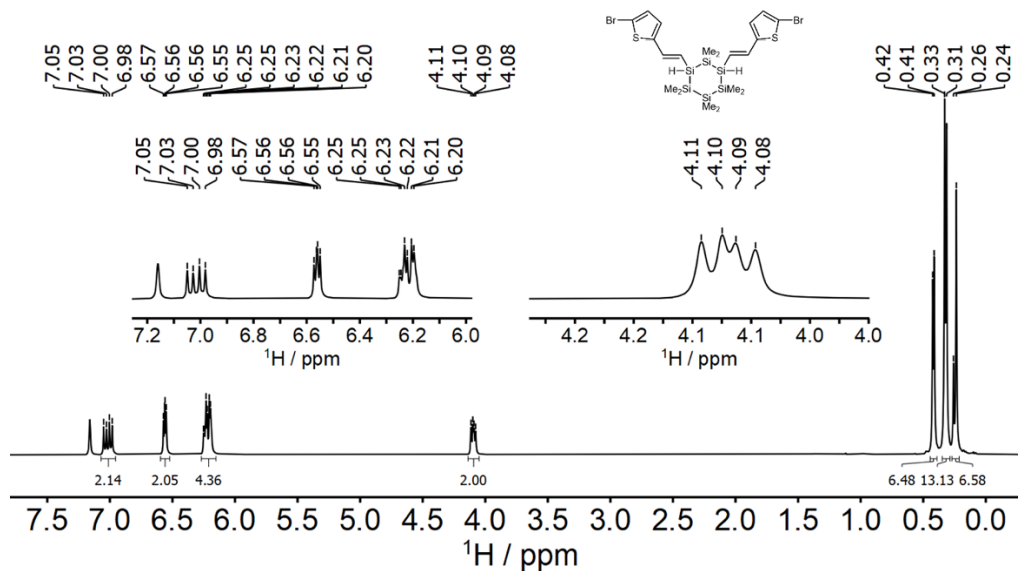 7.05 7.03 7.00 6.98 6.57 6.56 6.56 6.55 6.25 6.25 6.23 6.22 6.21 6.20 4.11 4.10 4.09 4.08 0.42 0.41 0.33 0.31 0.26 0.24
Br S S Br
Me2
H Si Si Si H
Me2Si Si SiMe2
Me2
7.05 7.03 7.00 6.98 6.57 6.56 6.56 6.55 6.25 6.25 6.23 6.22 6.21 6.20
4.11 4.10 4.09 4.08
7.2 7.0 6.8 6.6 6.4 6.2 6.0
1H / ppm
4.2 4.2 4.1 4.1 4.0 4.0
1H / ppm
2.14 2.05 4.36 2.00 6.48 13.13 6.58
7.5 7.0 6.5 6.0 5.5 5.0 4.5 4.0 3.5 3.0 2.5 2.0 1.5 1.0 0.5 0.0
1H / ppm